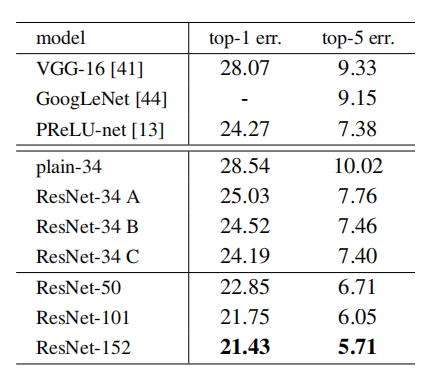 model top-1 err. top-5 err.
VGG-16 [41] 28.07 9.33
GoogLeNet [44] - 9.15
PReLU-net [13] 24.27 7.38
plain-34 28.54 10.02
ResNet-34 A 25.03 7.76
ResNet-34 B 24.52 7.46
ResNet-34 C 24.19 7.40
ResNet-50 22.85 6.71
ResNet-101 21.75 6.05
ResNet-152 21.43 5.71